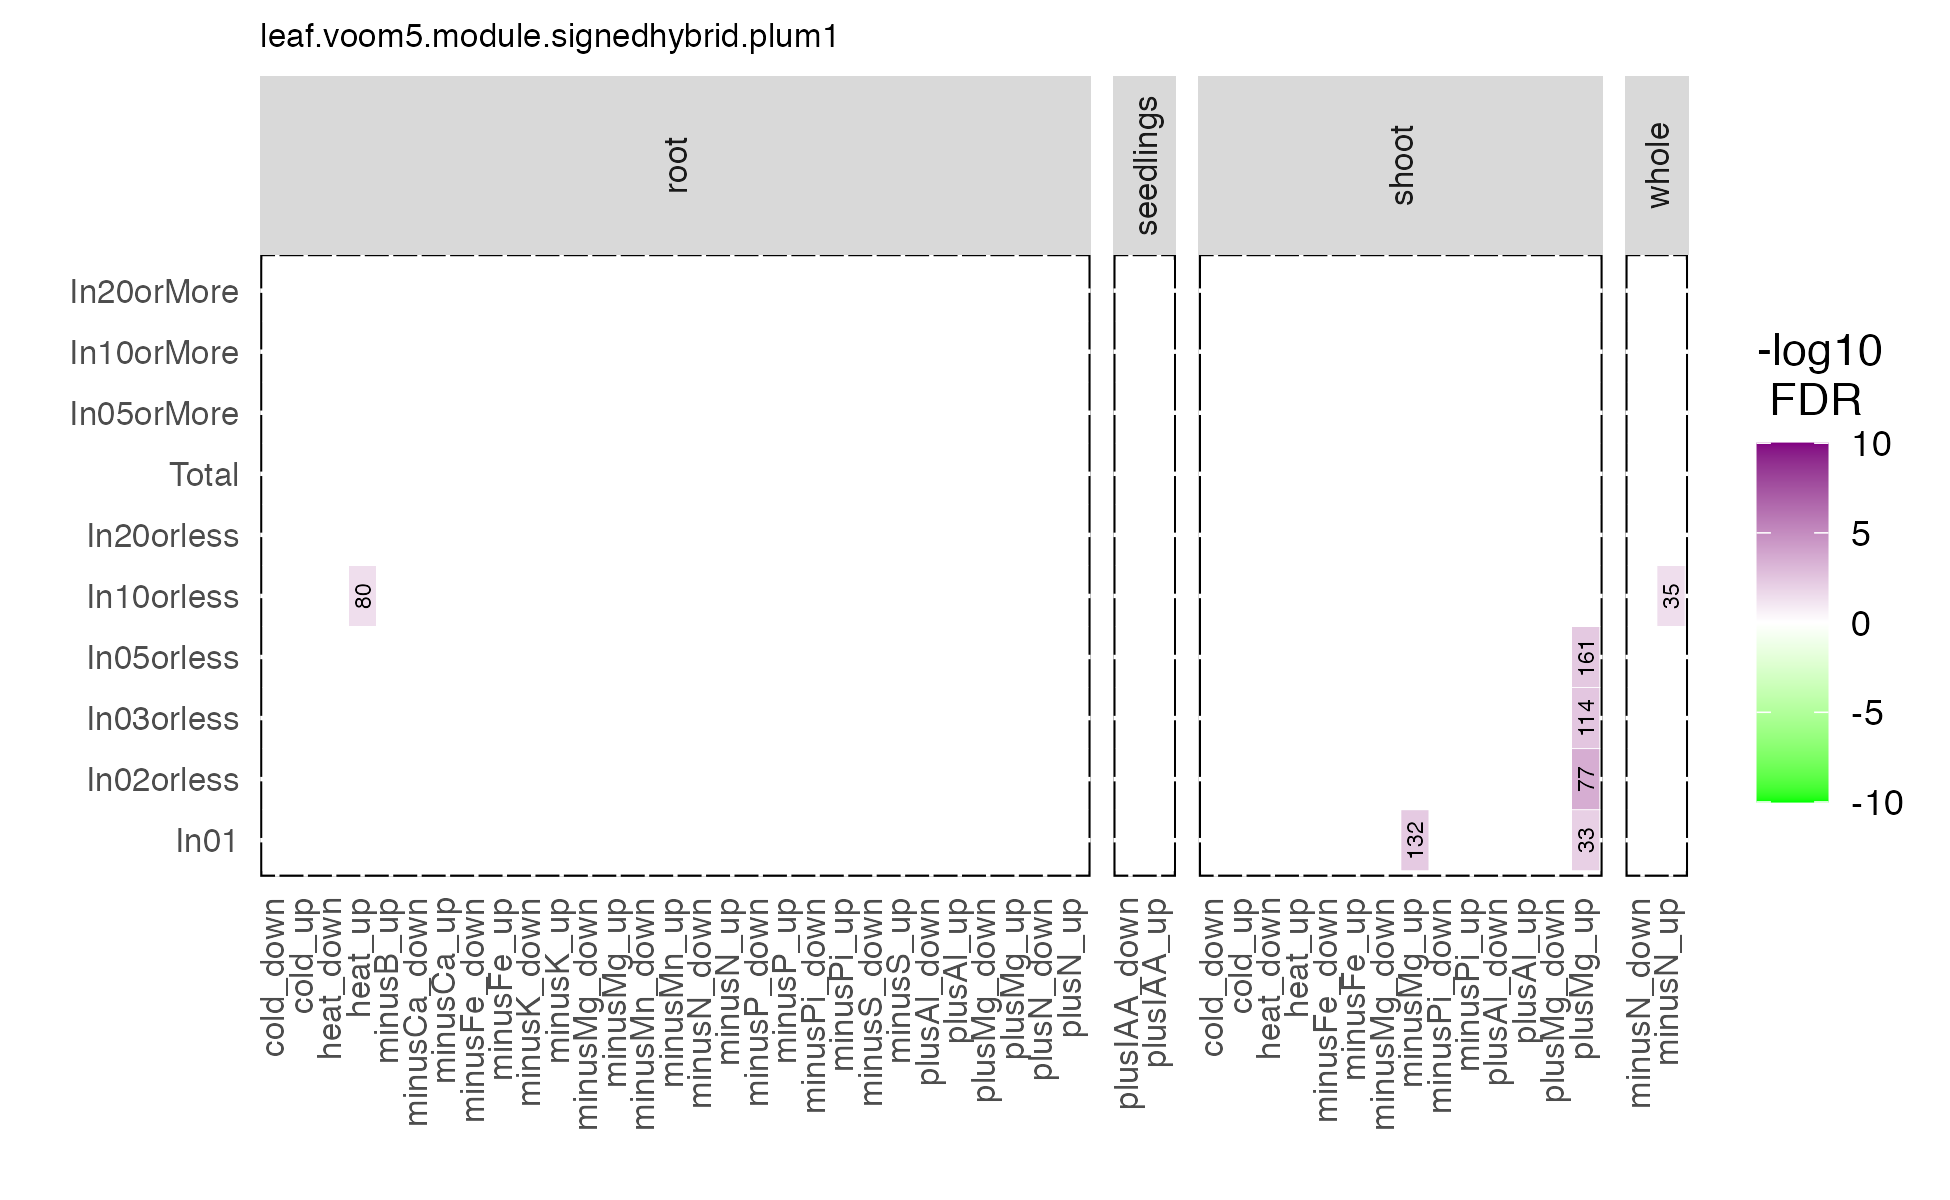 leaf.voom5.module.signedhybrid.plum1
root
seedlings
shoot
whole
In20orMore
In10orMore
In05orMore
Total
In20orless
In10orless
In05orless
In03orless
In02orless
In01
80
35
161
114
77
132
33
cold_down
cold_up
heat_down
heat_up
minusB_up
minusCa_down
minusCa_up
minusFe_down
minusFe_up
minusK_down
minusK_up
minusMg_down
minusMg_up
minusMn_down
minusMn_up
minusN_down
minusN_up
minusP_down
minusP_up
minusPi_down
minusPi_up
minusS_down
minusS_up
plusAl_down
plusAl_up
plusMg_down
plusMg_up
plusN_down
plusN_up
plusIAA_down
plusIAA_up
cold_down
cold_up
heat_down
heat_up
minusFe_down
minusFe_up
minusMg_down
minusMg_up
minusPi_down
minusPi_up
plusAl_down
plusAl_up
plusMg_down
plusMg_up
minusN_down
minusN_up
-log10
FDR
10
5
0
-5
-10